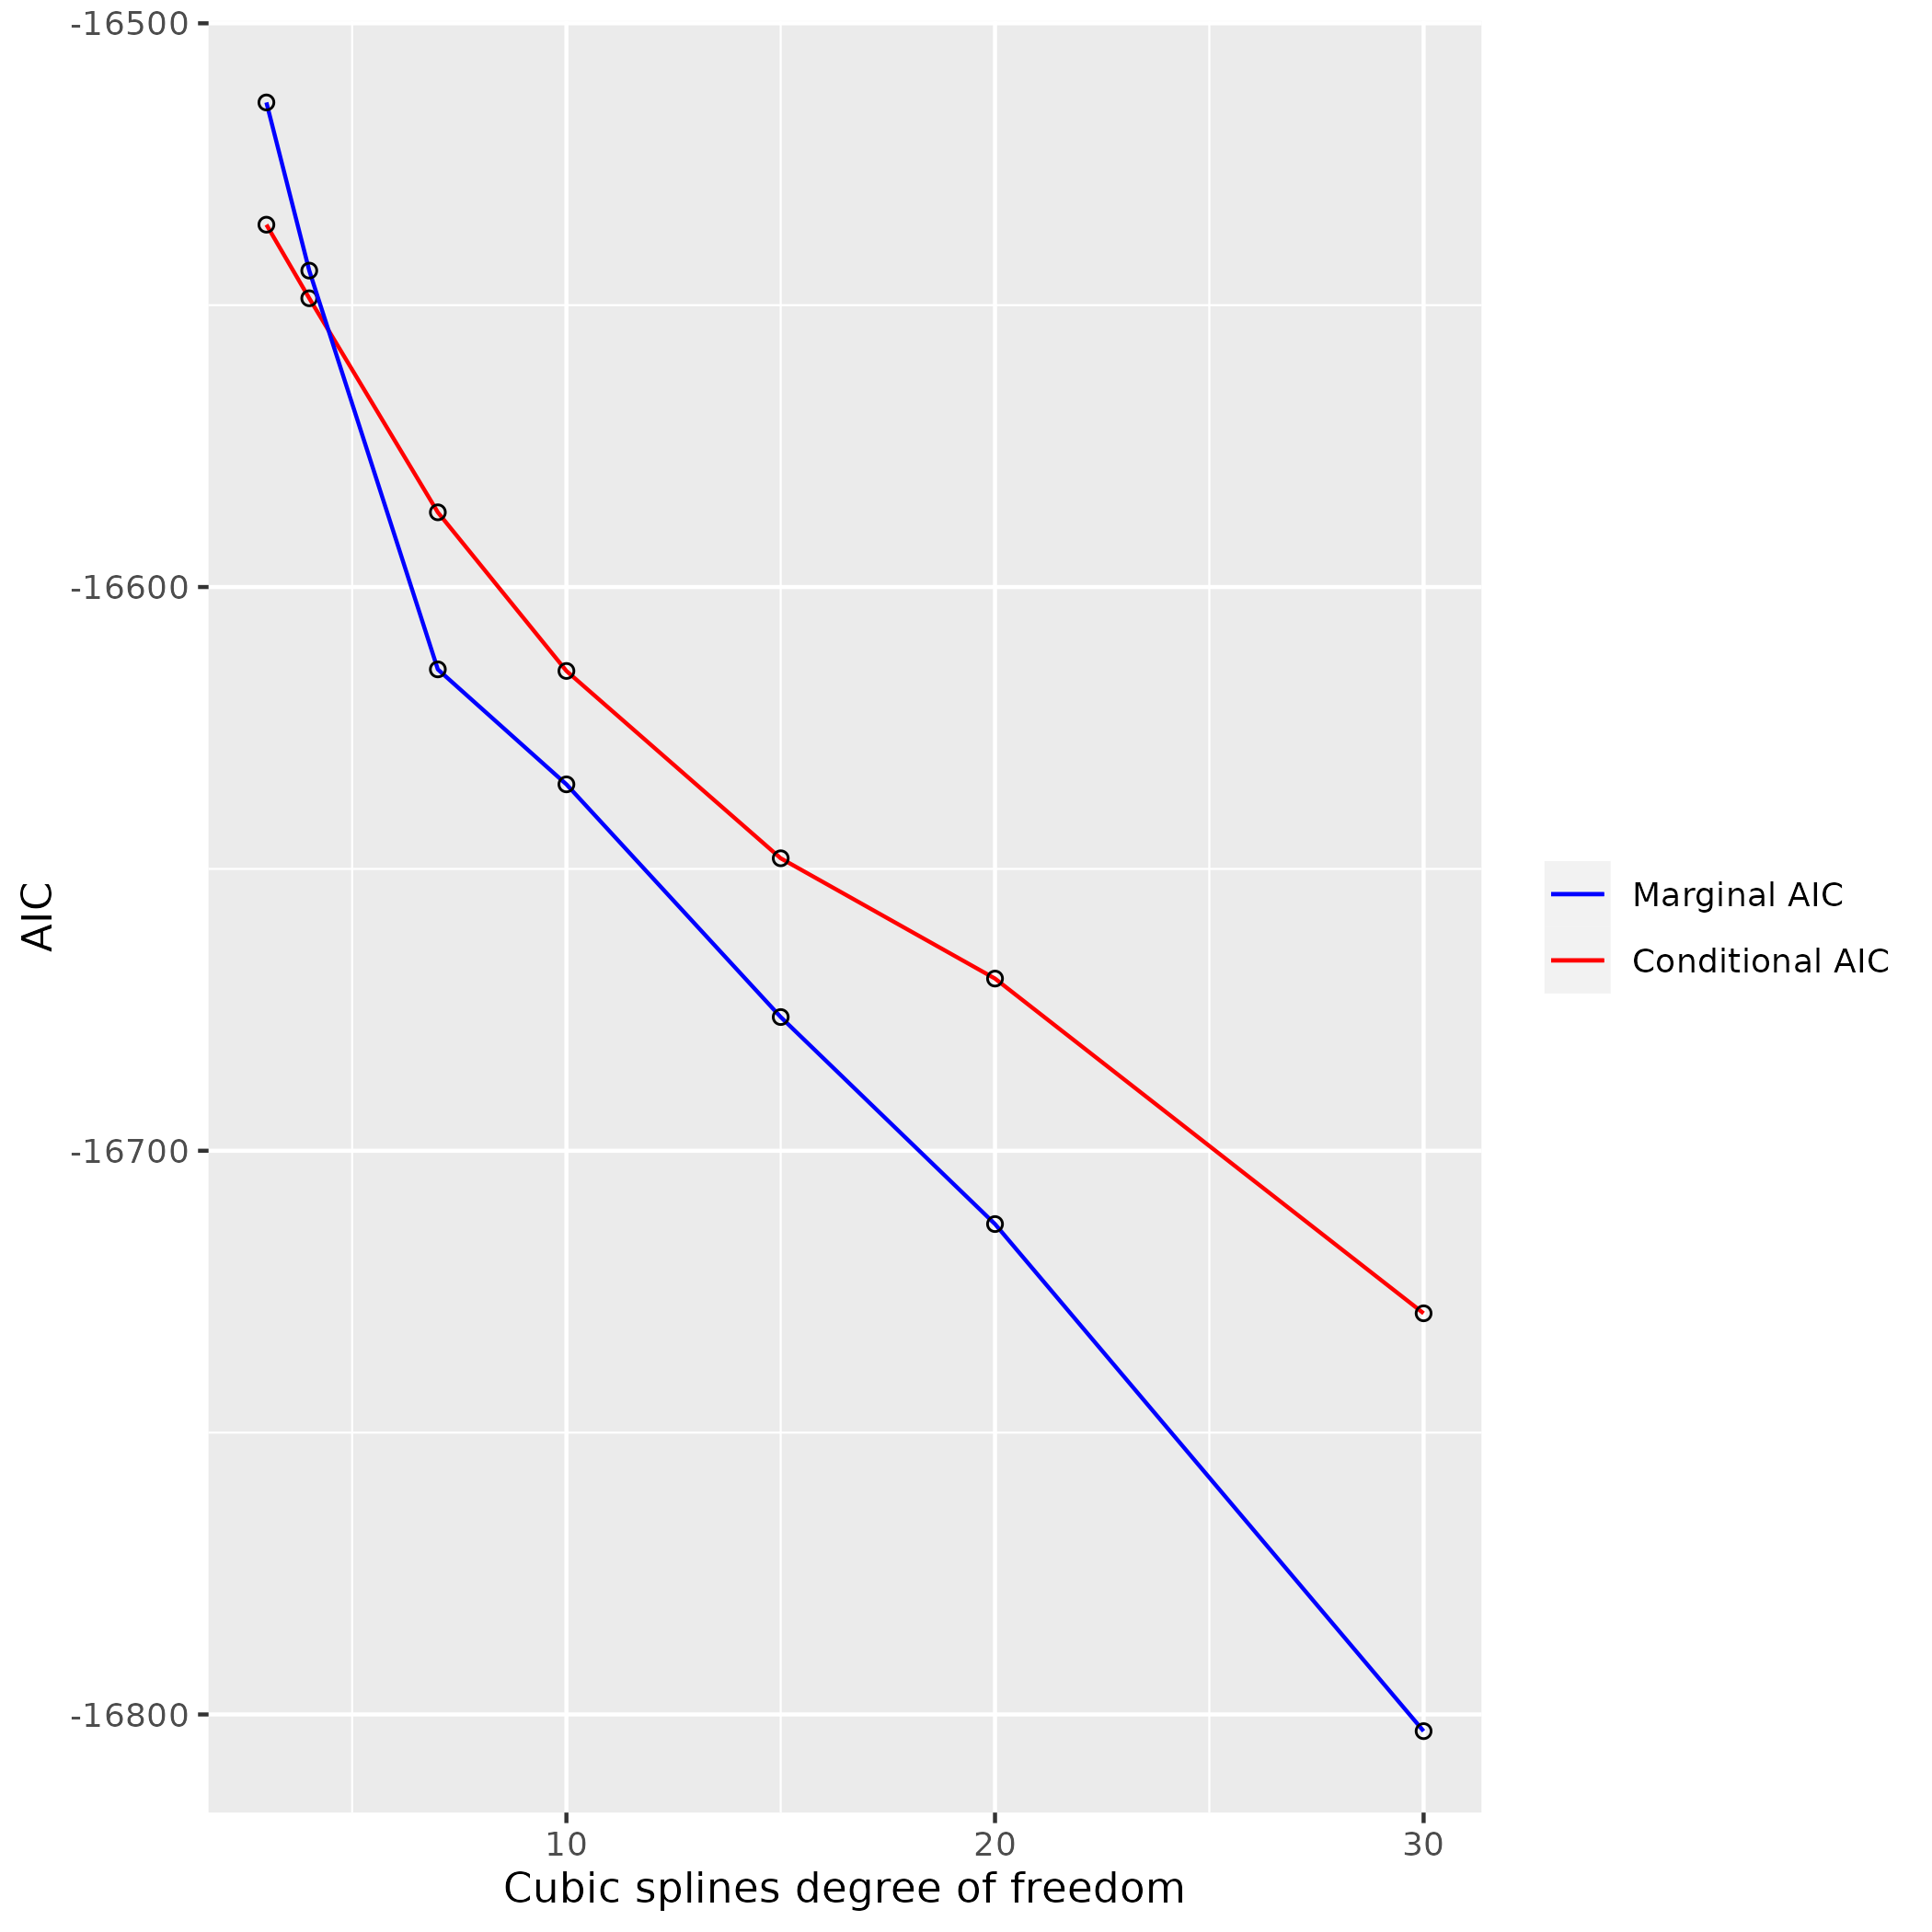 -16500
-16600
-16700
-16800
AIC
10 20 30
Cubic splines degree of freedom
Marginal AIC
Conditional AIC